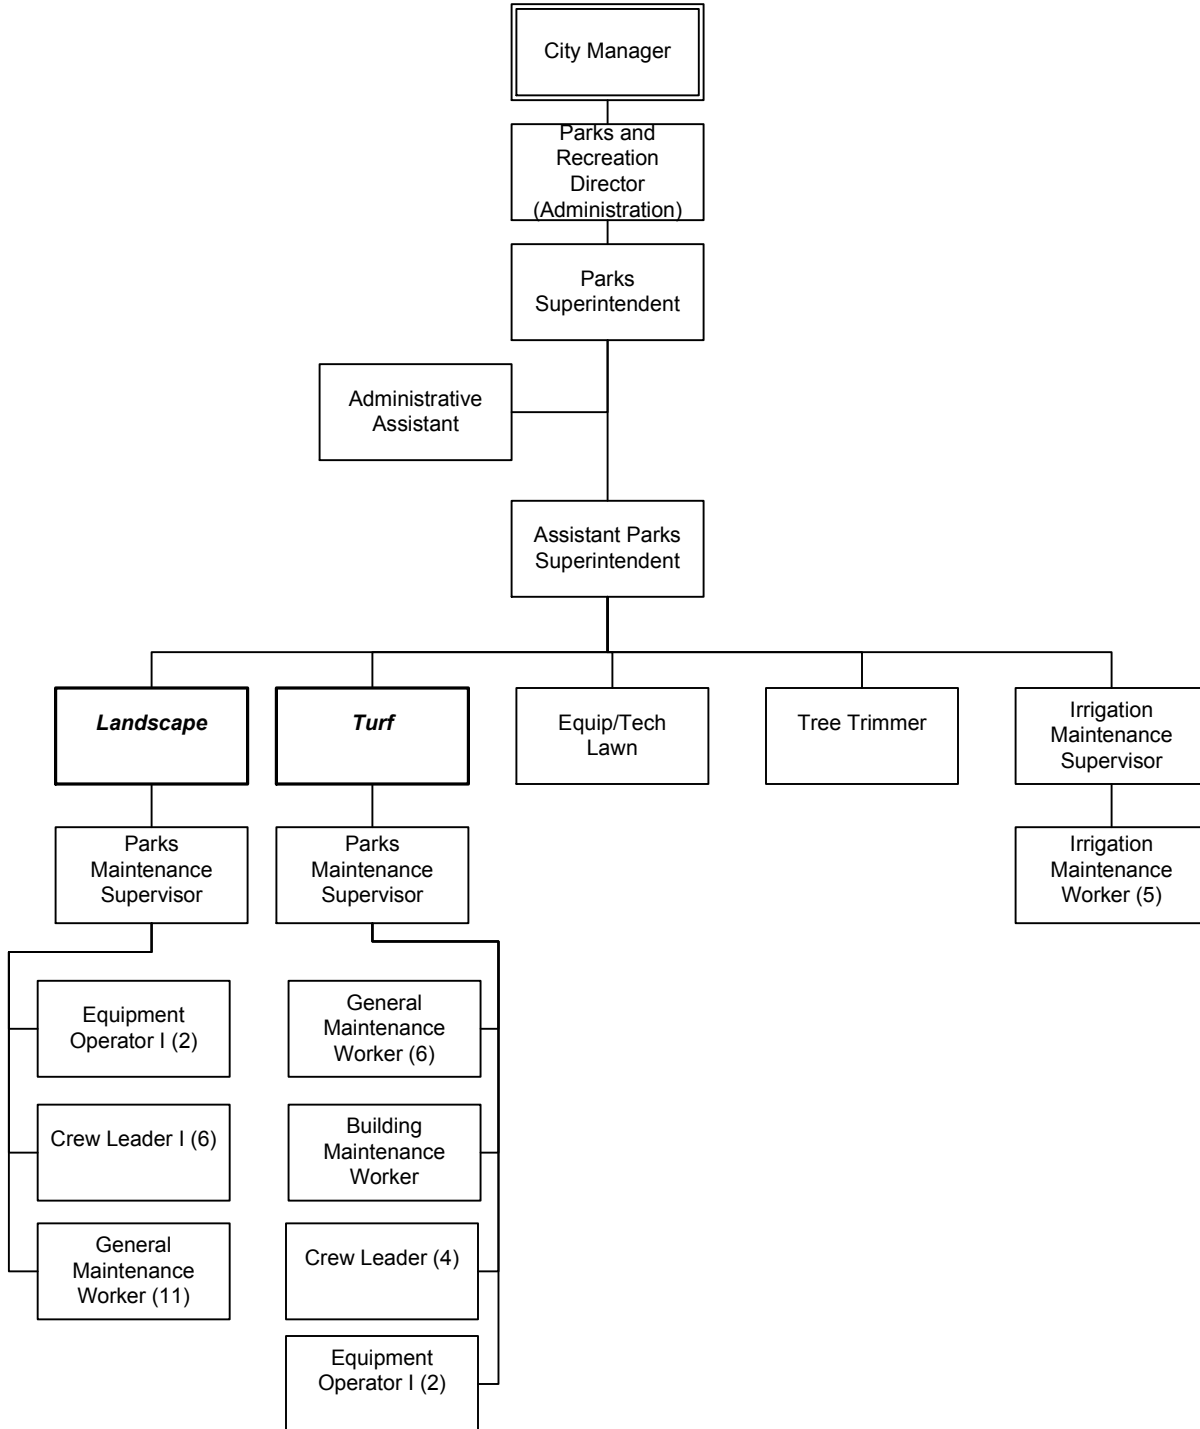 City Manager
Parks and
Recreation
Director
(Administration)
Parks
Superintendent
Administrative
Assistant
Assistant Parks
Superintendent
Landscape
Turf
Equip/Tech
Lawn
Tree Trimmer
Irrigation
Maintenance
Supervisor
Parks
Maintenance
Supervisor
Parks
Maintenance
Supervisor
Irrigation
Maintenance
Worker (5)
Equipment
Operator I (2)
General
Maintenance
Worker (6)
Crew Leader I (6)
Building
Maintenance
Worker
General
Maintenance
Worker (11)
Crew Leader (4)
Equipment
Operator I (2)